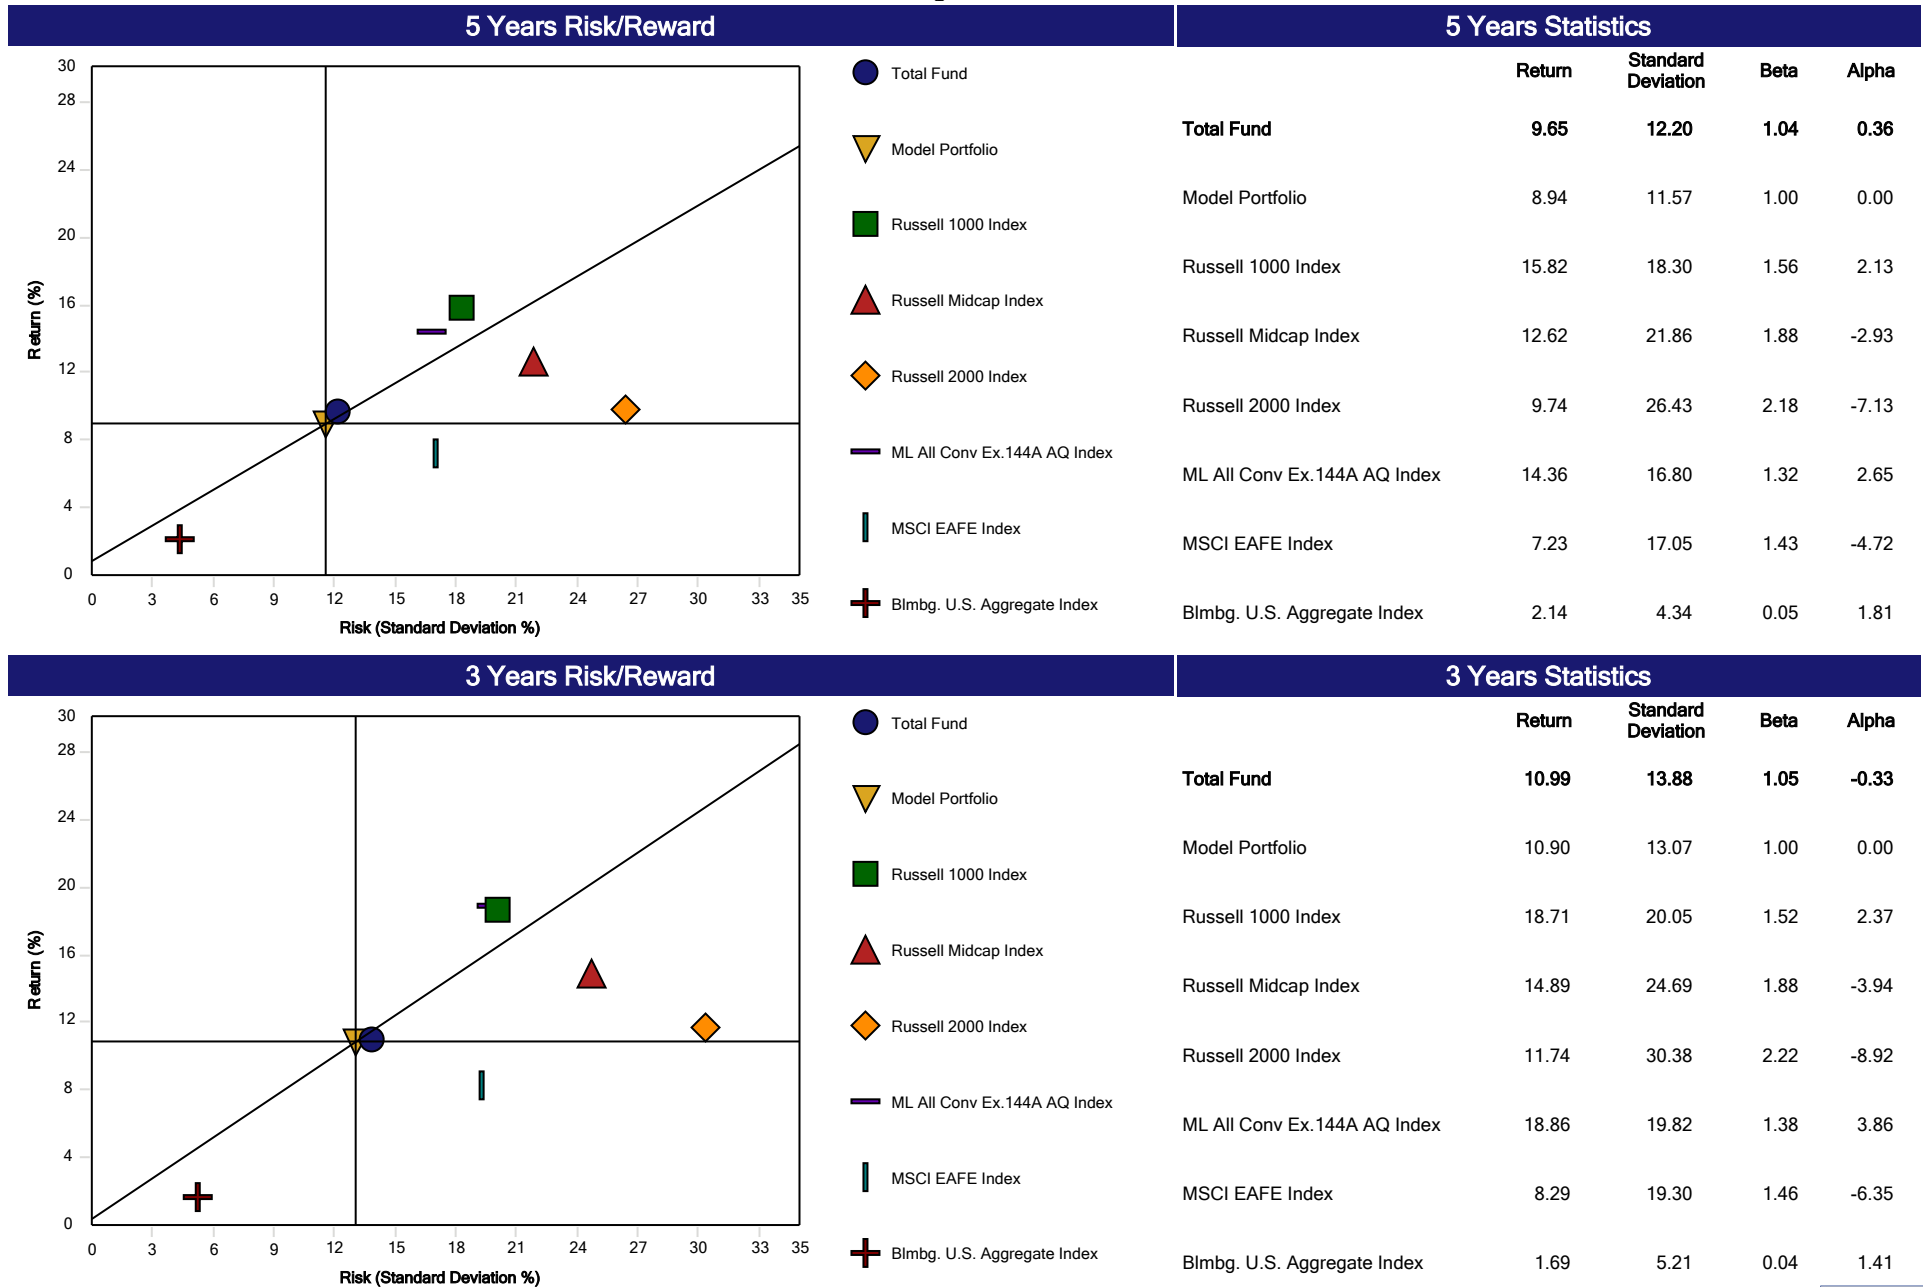 5 Years Risk/Reward
5 Years Statistics
30
28
24
20
16
12
8
4
0
Return (%)
0 3 6 9 12 15 18 21 24 27 30 33 35
Risk (Standard Deviation %)
Total Fund
Model Portfolio
Russell 1000 Index
Russell Midcap Index
Russell 2000 Index
ML All Conv Ex.144A AQ Index
MSCI EAFE Index
Blmbg. U.S. Aggregate Index
Return Standard Deviation Beta Alpha
Total Fund 9.65 12.20 1.04 0.36
Model Portfolio 8.94 11.57 1.00 0.00
Russell 1000 Index 15.82 18.30 1.56 2.13
Russell Midcap Index 12.62 21.86 1.88 -2.93
Russell 2000 Index 9.74 26.43 2.18 -7.13
ML All Conv Ex.144A AQ Index 14.36 16.80 1.32 2.65
MSCI EAFE Index 7.23 17.05 1.43 -4.72
Blmbg. U.S. Aggregate Index 2.14 4.34 0.05 1.81
3 Years Risk/Reward
3 Years Statistics
30
28
24
20
16
12
8
4
0
Return (%)
0 3 6 9 12 15 18 21 24 27 30 33 35
Risk (Standard Deviation %)
Total Fund
Model Portfolio
Russell 1000 Index
Russell Midcap Index
Russell 2000 Index
ML All Conv Ex.144A AQ Index
MSCI EAFE Index
Blmbg. U.S. Aggregate Index
Return Standard Deviation Beta Alpha
Total Fund 10.99 13.88 1.05 -0.33
Model Portfolio 10.90 13.07 1.00 0.00
Russell 1000 Index 18.71 20.05 1.52 2.37
Russell Midcap Index 14.89 24.69 1.88 -3.94
Russell 2000 Index 11.74 30.38 2.22 -8.92
ML All Conv Ex.144A AQ Index 18.86 19.82 1.38 3.86
MSCI EAFE Index 8.29 19.30 1.46 -6.35
Blmbg. U.S. Aggregate Index 1.69 5.21 0.04 1.41